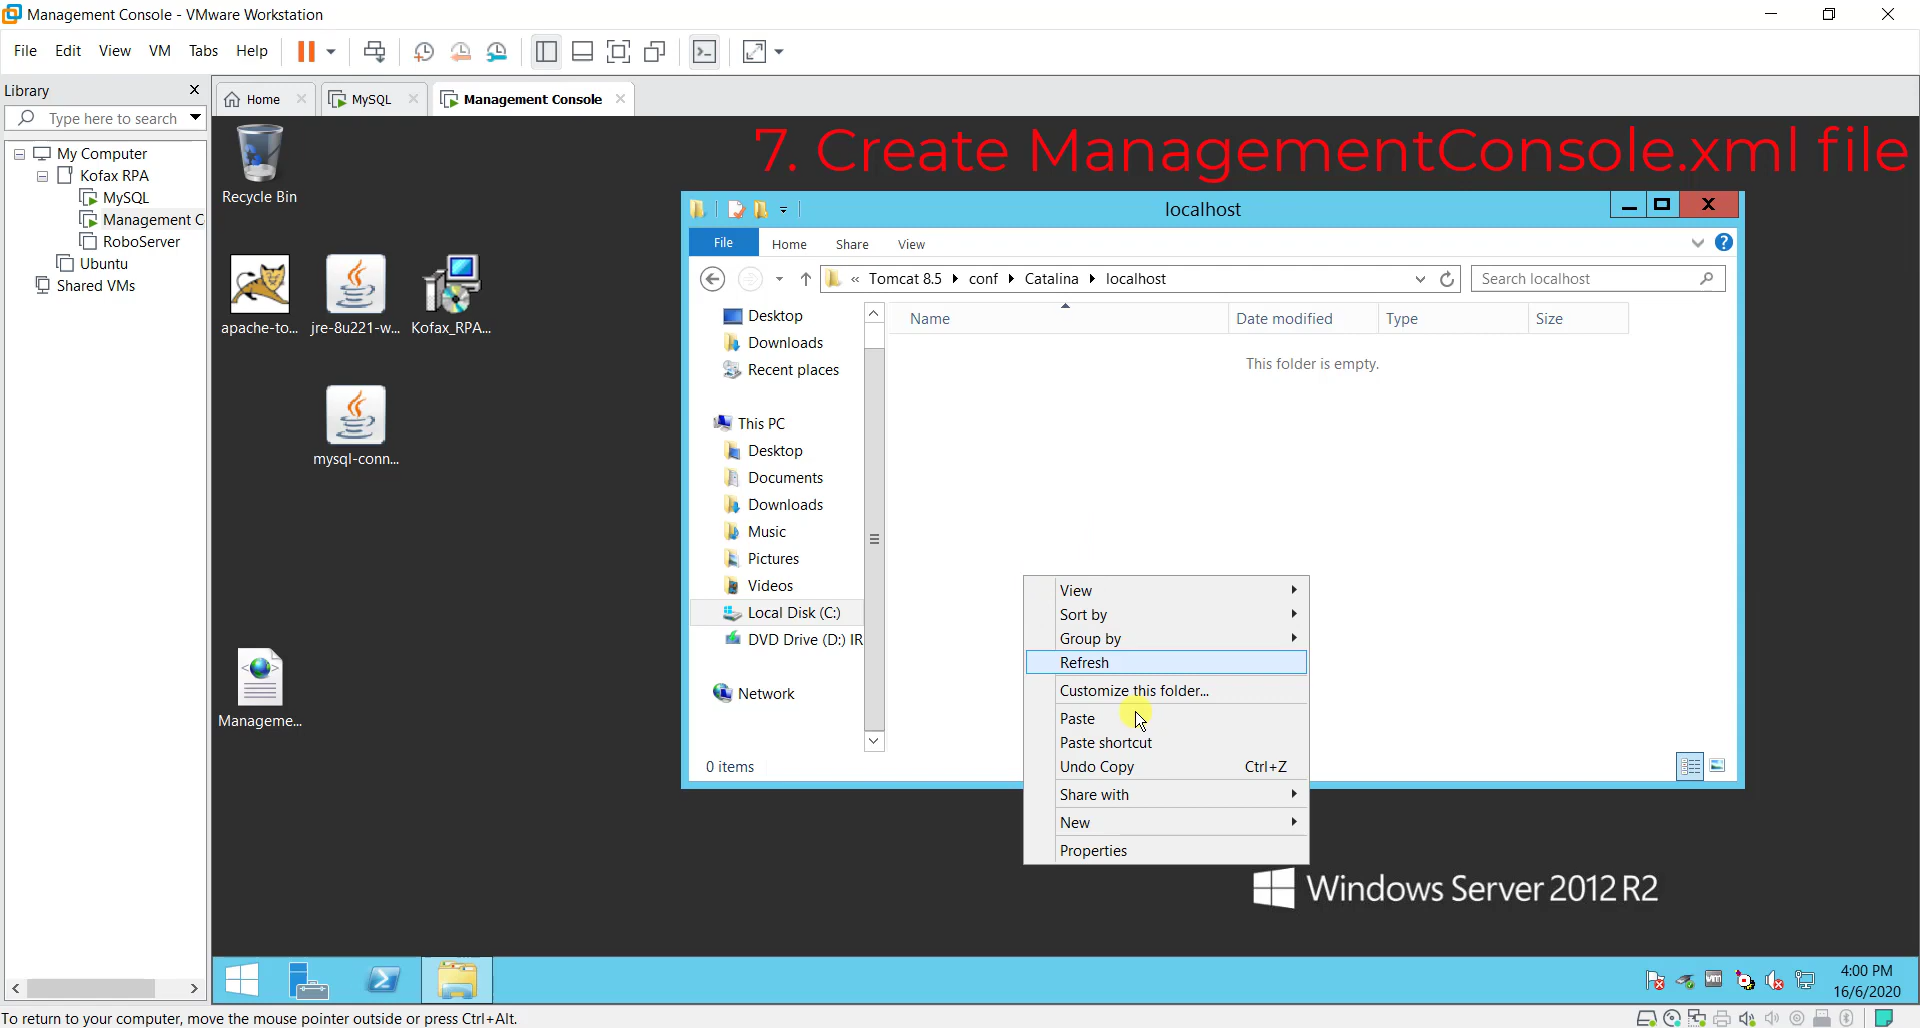 Management Console - VMware Workstation
File Edit View VM Tabs Help
Library
Type here to search
My Computer
Kofax RPA
MySQL
Management C
RoboServer
Ubuntu
Shared VMs
Home
MySQL
Management Console
7. Create ManagementConsole.xml file
Recycle Bin
apache-to...
jre-8u221-w...
Kofax_RPA...
mysql-conn...
Manageme...
localhost
File Home Share View
« Tomcat 8.5 conf Catalina localhost
Search localhost
Name Date modified Type Size
This folder is empty.
Desktop
Downloads
Recent places
This PC
Desktop
Documents
Downloads
Music
Pictures
Videos
Local Disk (C:)
DVD Drive (D:) IR
Network
0 items
View
Sort by
Group by
Refresh
Customize this folder...
Paste
Paste shortcut
Undo Copy Ctrl+Z
Share with
New
Properties
Windows Server 2012 R2
4:00 PM
16/6/2020
To return to your computer, move the mouse pointer outside or press Ctrl+Alt.